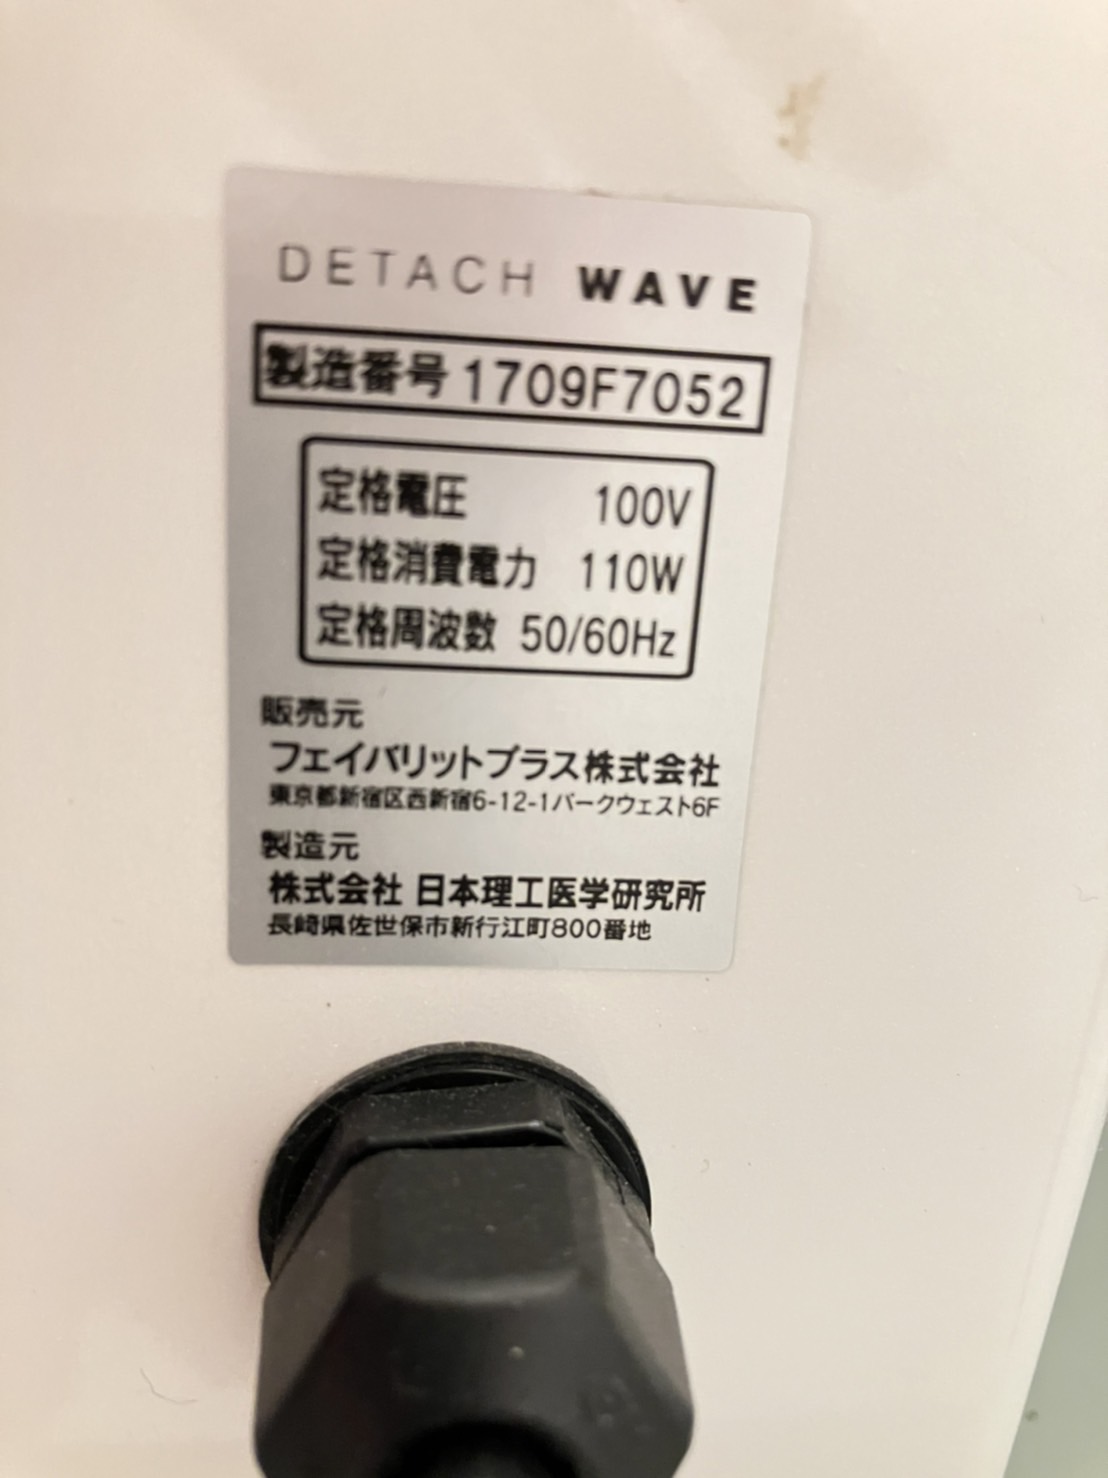 DETACH WAVE
製造番号 1709F7052
定格電圧 100V
定格消費電力 110W
定格周波数 50/60Hz
販売元
フェイバリットプラス株式会社
東京都新宿区西新宿6-12-1パークウェスト6F
製造元
株式会社 日本理工医学研究所
長崎県佐世保市新行江町800番地